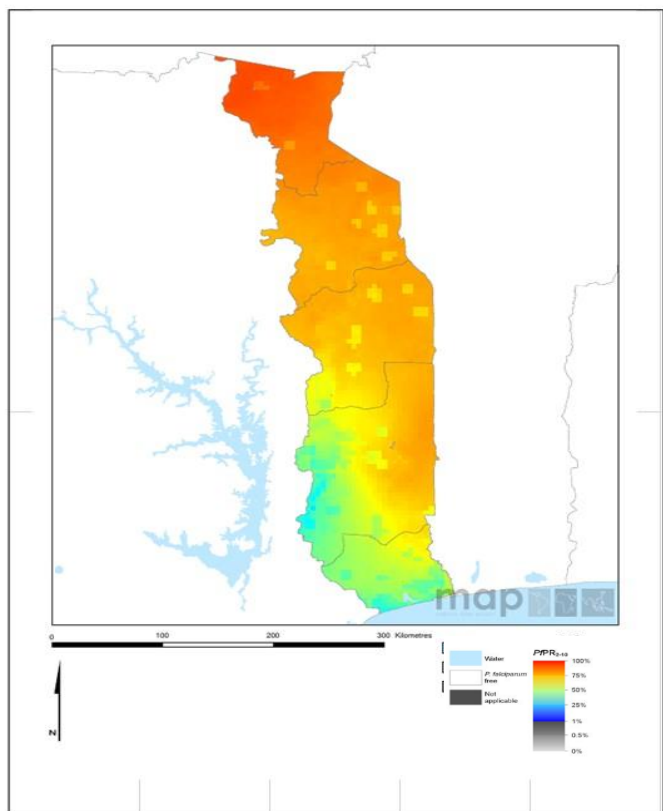 map
0 100 200 300 Kilometres
N
Water
P. falciparum
free
Not
applicable
PfPR2-10
100%
75%
50%
25%
1%
0.5%
0%